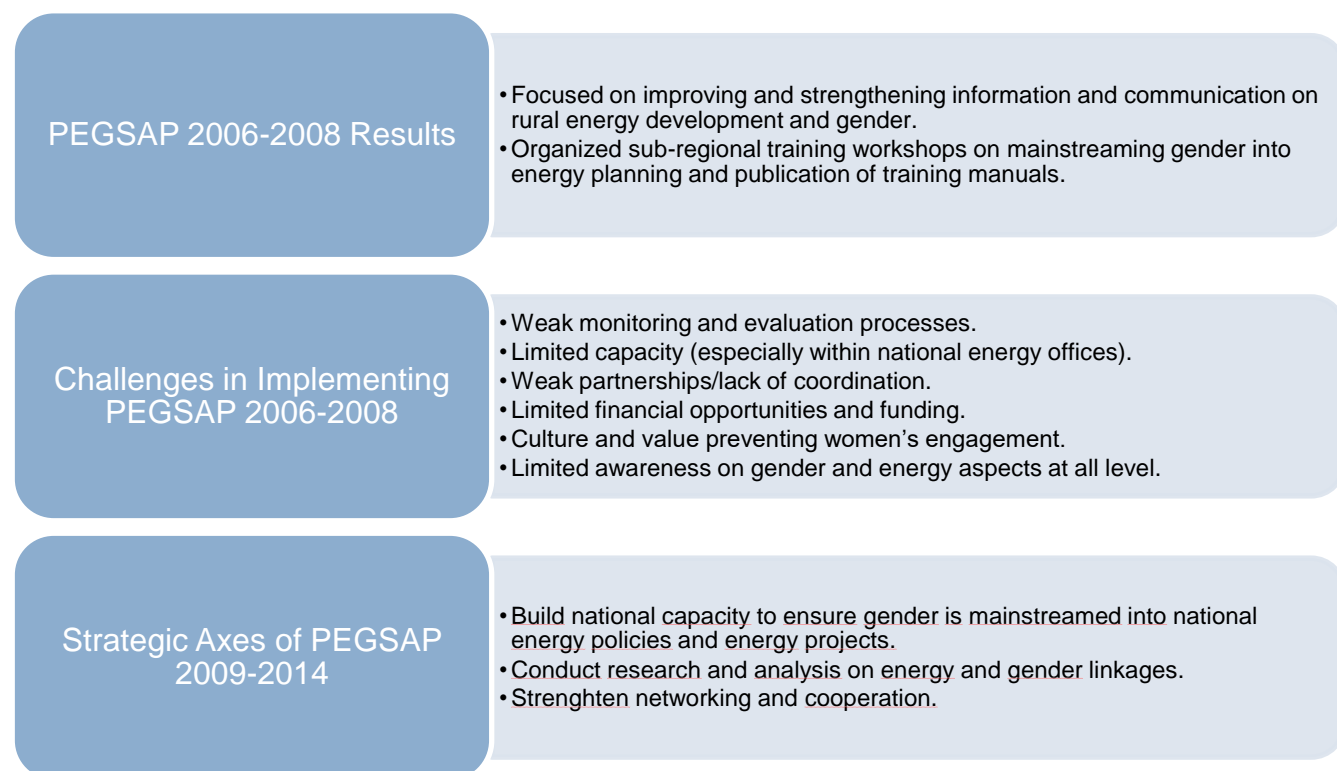 PEGSAP 2006-2008 Results
•Focused on improving and strengthening information and communication on
rural energy development and gender.
•Organized sub-regional training workshops on mainstreaming gender into
energy planning and publication of training manuals.
Challenges in Implementing
PEGSAP 2006-2008
•Weak monitoring and evaluation processes.
•Limited capacity (especially within national energy offices).
•Weak partnerships/lack of coordination.
•Limited financial opportunities and funding.
•Culture and value preventing women’s engagement.
•Limited awareness on gender and energy aspects at all level.
Strategic Axes of PEGSAP
2009-2014
•Build national capacity to ensure gender is mainstreamed into national
energy policies and energy projects.
•Conduct research and analysis on energy and gender linkages.
•Strenghten networking and cooperation.